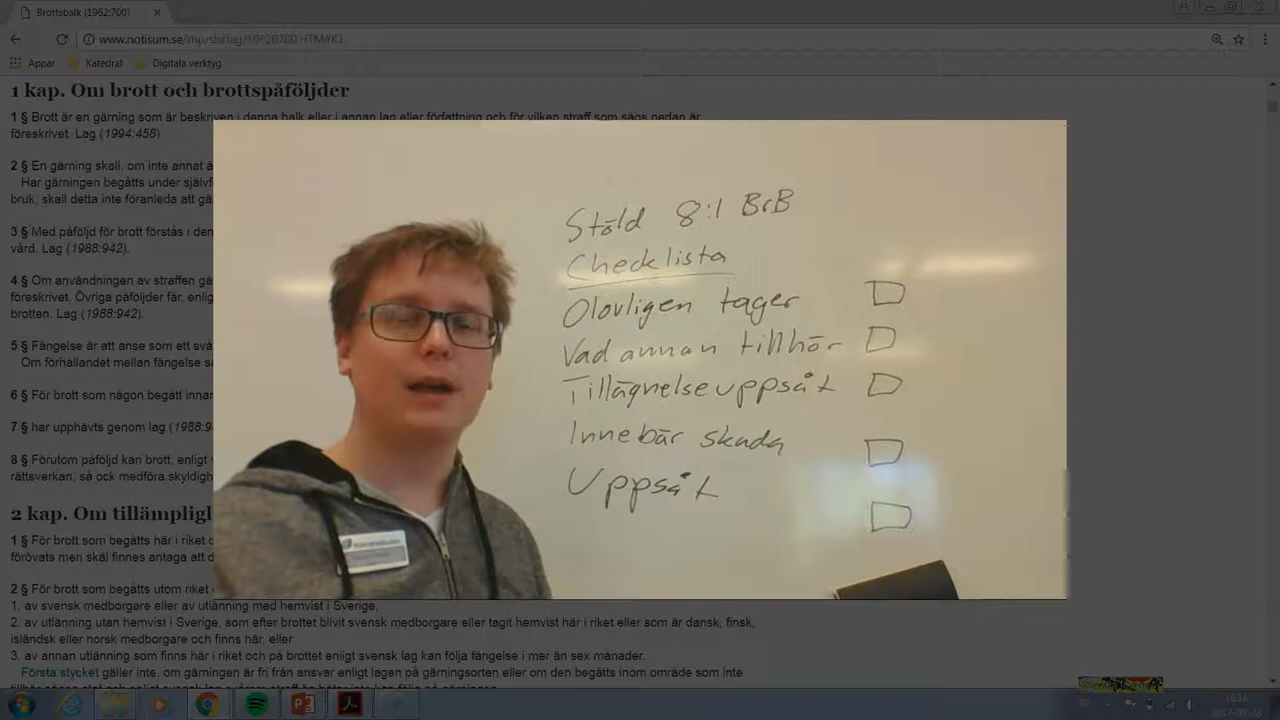 Brottsbalk (1962:700)
www.notisum.se/rnp/sls/lag/19620700.HTM#K1
Appar Katedral Digitala verktyg
1 kap. Om brott och brottspåföljder
1 § Brott är en gärning som är beskriven i denna balk eller i annan lag eller författning och för vilken straff som sägs nedan är
föreskrivet. Lag (1994:458)
2 § En gärning skall, om inte annat
Har gärningen begåtts under
bruk, skall detta inte föranleda att
3 § Med påföljd för brott förstås i
vård. Lag (1988:942).
4 § Om användningen av straffen
föreskrivet. Övriga påföljder får,
brotten. Lag (1988:942).
5 § Fängelse är att anse som ett
Om förhållandet mellan fängelse
6 § För brott som någon begått
7 § har upphävts genom lag
8 § Förutom påföljd kan brott, enligt
rättsverkan, så ock medföra
2 kap. Om
1 § För brott som begåtts här i riket
förövats men skäl finnes antaga att
2 § För brott som begåtts utom riket
1. av svensk medborgare eller av utlänning med hemvist i Sverige,
2. av utlänning utan hemvist i Sverige, som efter brottet blivit svensk medborgare eller tagit hemvist här i riket eller som är dansk, finsk,
isländsk eller norsk medborgare och finns här, eller
3. av annan utlänning som finns här i riket och på brottet enligt svensk lag kan följa fängelse i mer än sex månader.
Första stycket gäller inte, om gärningen är fri från ansvar enligt lagen på gärningsorten eller om den begåtts inom område som inte
Stöld 8:1 BrB
Checklista
Olovligen tager
Vad annan tillhör
Tillägnelseuppsåt
Innebär skada
Uppsåt